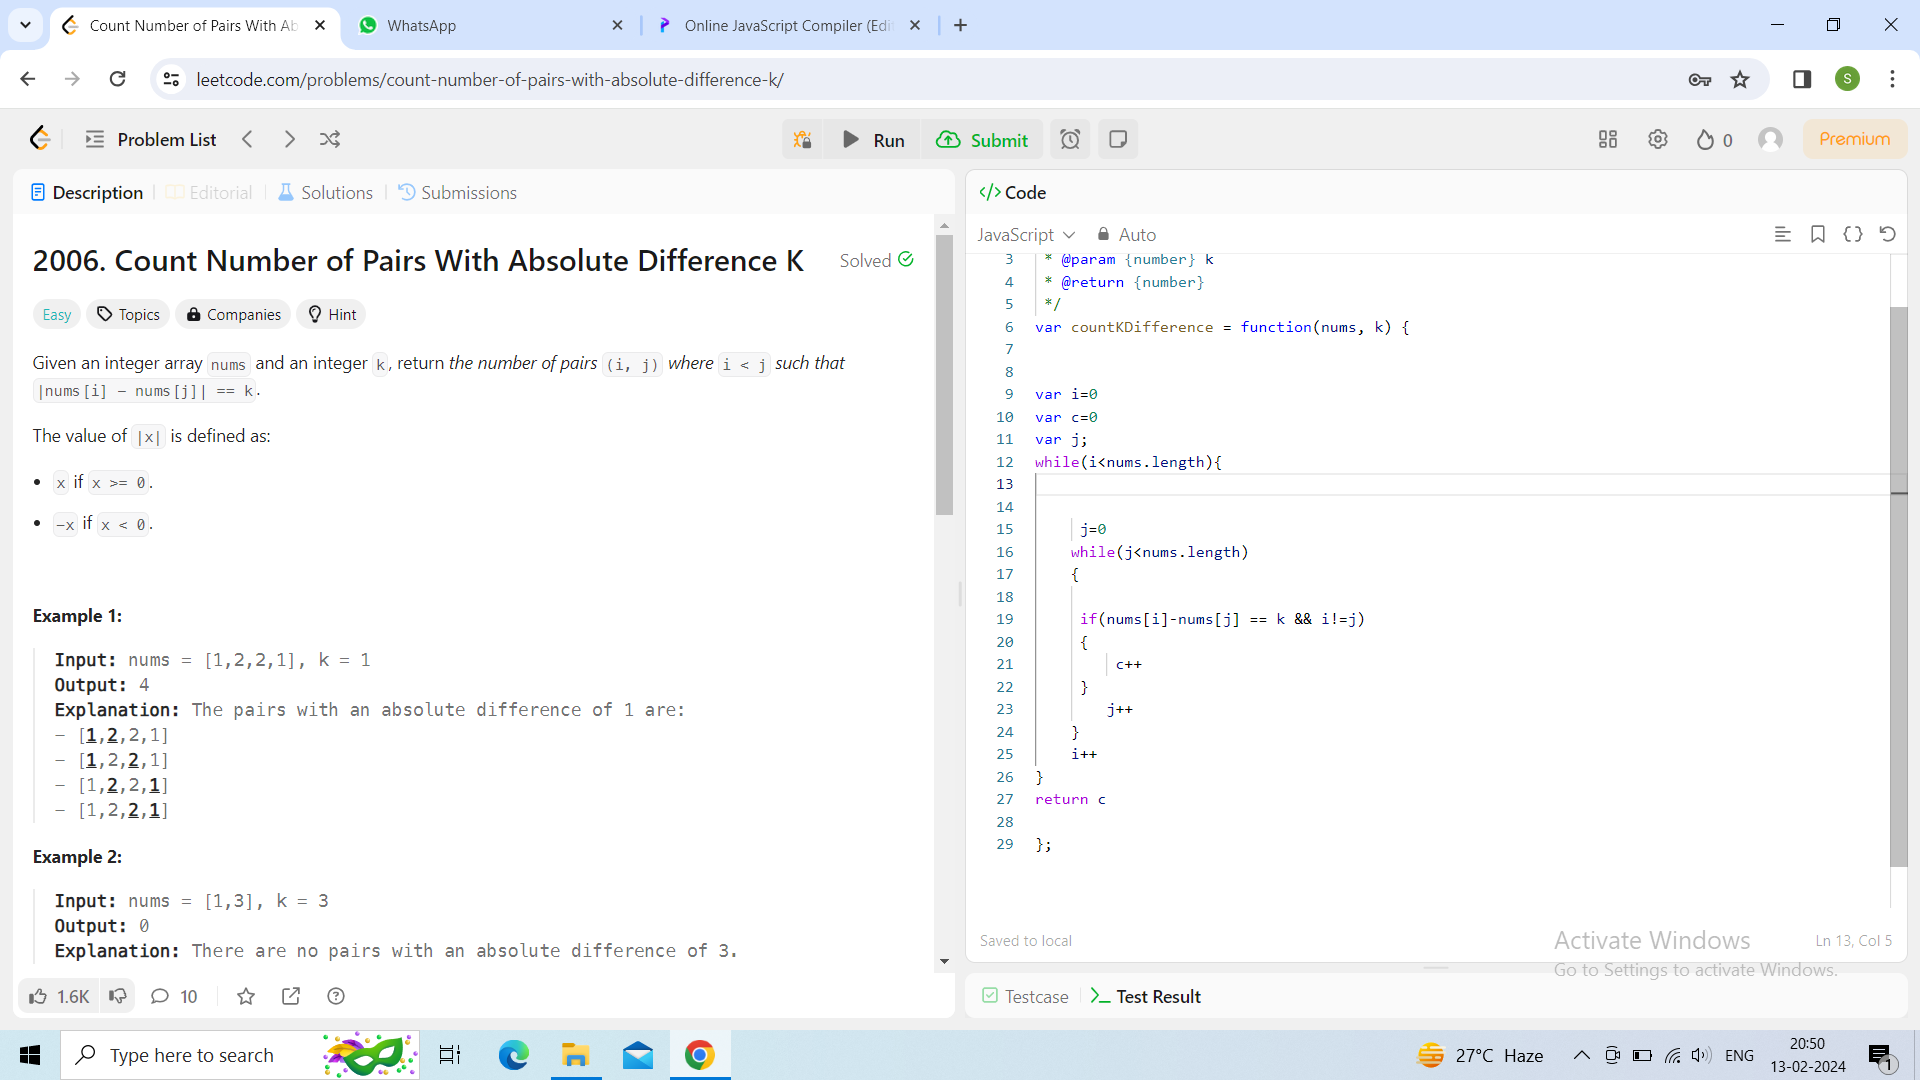 Count Number of Pairs With Ab
WhatsApp
Online JavaScript Compiler (Edi
leetcode.com/problems/count-number-of-pairs-with-absolute-difference-k/
S
Problem List
Run
Submit
0
Premium
Description
Editorial
Solutions
Submissions
2006. Count Number of Pairs With Absolute Difference K
Solved
Easy
Topics
Companies
Hint
Given an integer array nums and an integer k, return the number of pairs (i, j) where i < j such that
|nums[i] - nums[j]| == k.
The value of |x| is defined as:
• x if x >= 0.
• -x if x < 0.
Example 1:
Input: nums = [1,2,2,1], k = 1
Output: 4
Explanation: The pairs with an absolute difference of 1 are:
- [1,2,2,1]
- [1,2,2,1]
- [1,2,2,1]
- [1,2,2,1]
Example 2:
Input: nums = [1,3], k = 3
Output: 0
Explanation: There are no pairs with an absolute difference of 3.
1.6K
10
</> Code
JavaScript
Auto
3 * @param {number} k
4 * @return {number}
5 */
6 var countKDifference = function(nums, k) {
7
8
9 var i=0
10 var c=0
11 var j;
12 while(i<nums.length){
13
14
15 j=0
16 while(j<nums.length)
17 {
18
19 if(nums[i]-nums[j] == k && i!=j)
20 {
21 c++
22 }
23 j++
24 }
25 i++
26 }
27 return c
28
29 };
Saved to local
Ln 13, Col 5
Activate Windows
Go to Settings to activate Windows.
Testcase
Test Result
Type here to search
27°C Haze
ENG
20:50
13-02-2024
1